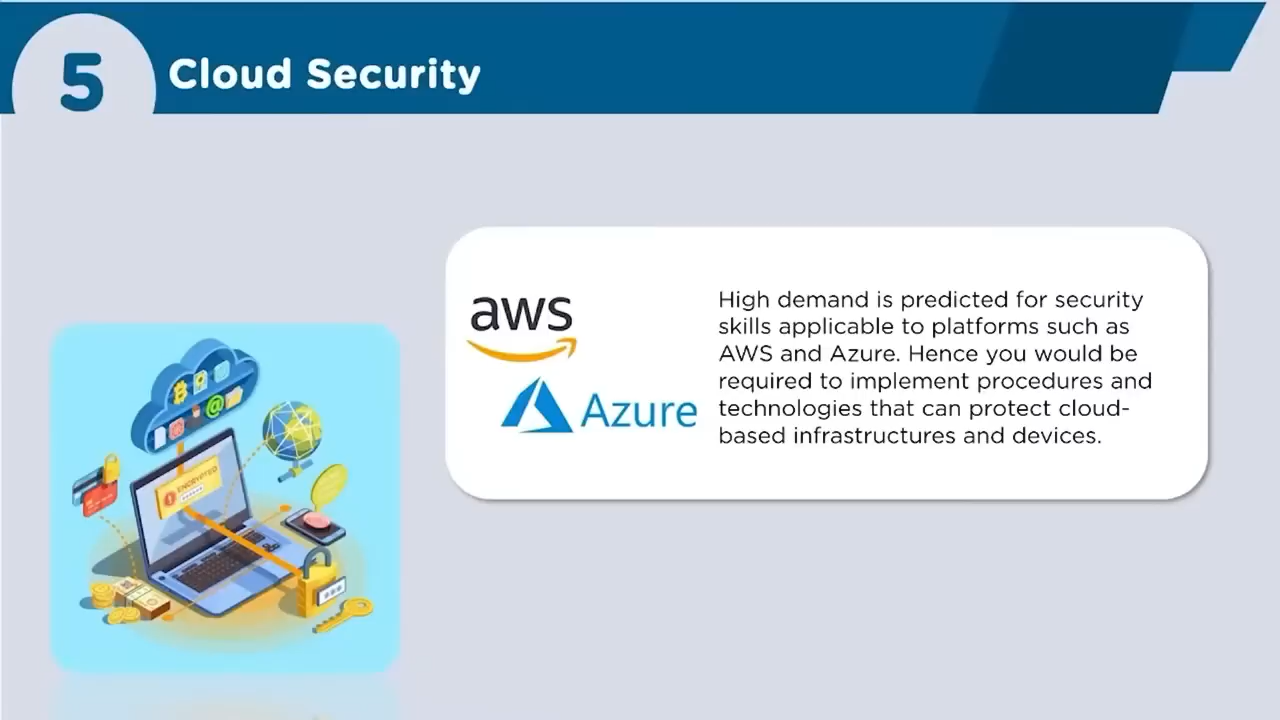 5
Cloud Security
aws
Azure
High demand is predicted for security
skills applicable to platforms such as
AWS and Azure. Hence you would be
required to implement procedures and
technologies that can protect cloud-
based infrastructures and devices.
ENCRYPTED